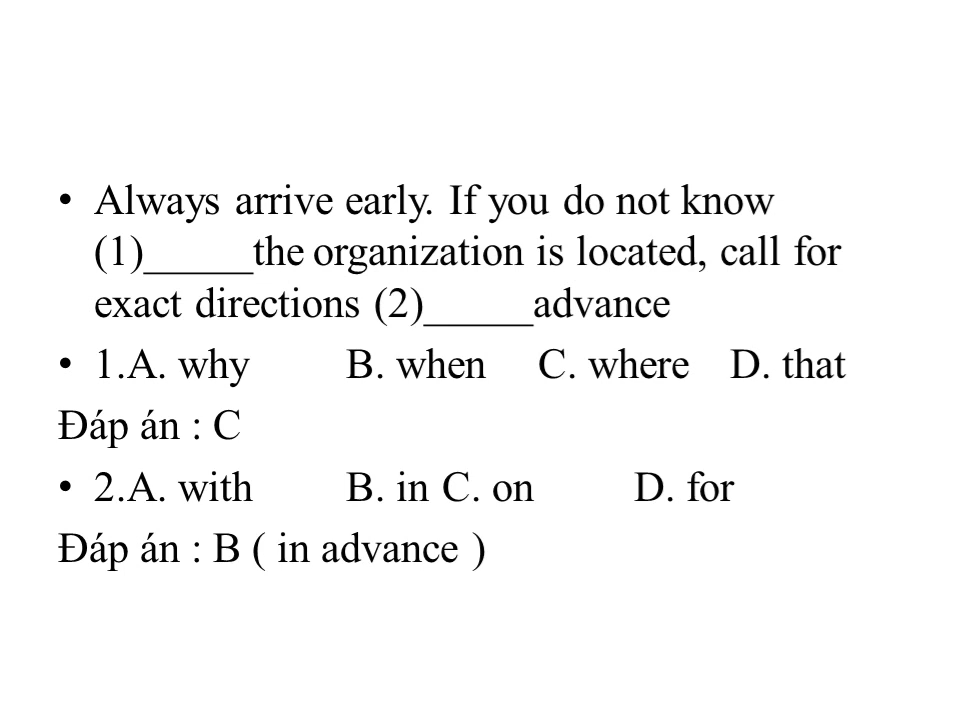 • Always arrive early. If you do not know
(1)_____the organization is located, call for
exact directions (2)_____advance
• 1.A. why B. when C. where D. that
Đáp án : C
• 2.A. with B. in C. on D. for
Đáp án : B ( in advance )